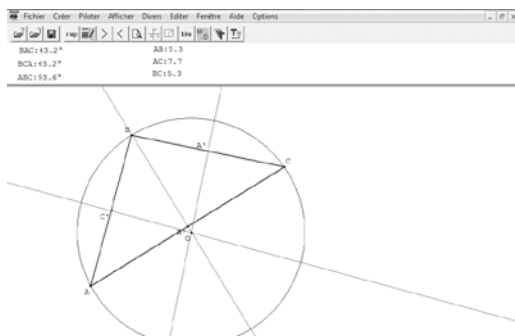 Fichier Créer Piloter Afficher Divers Editer Fenêtre Aide Options
BAC:43.2° AB:5.3
BCA:43.2° AC:7.7
ABC:93.6° BC:5.3
B
A'
C
C'
O
A